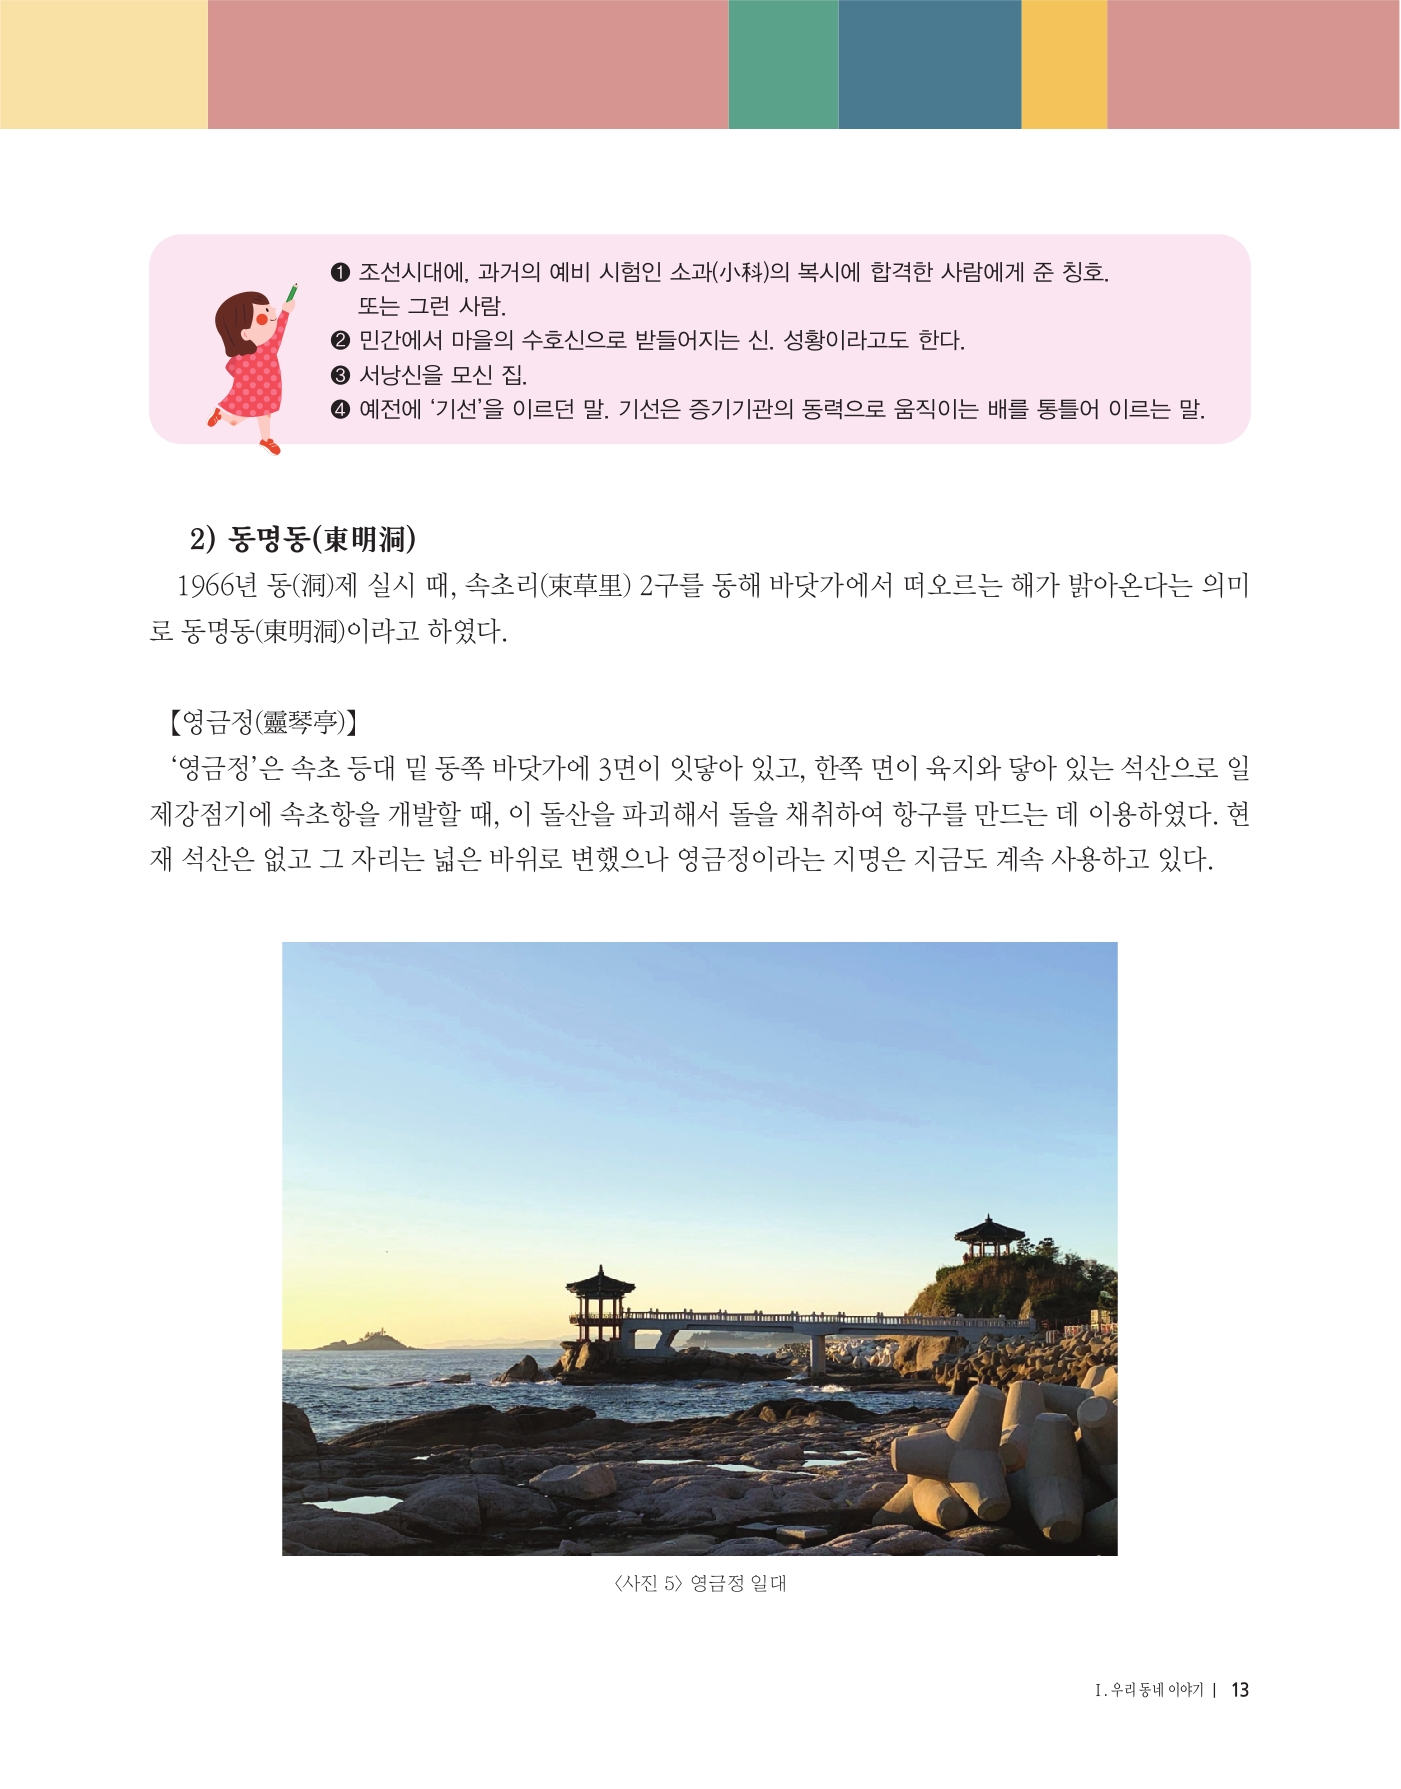 ❶ 조선시대에, 과거의 예비 시험인 소과(小科)의 복시에 합격한 사람에게 준 칭호.
또는 그런 사람.
❷ 민간에서 마을의 수호신으로 받들어지는 신. 성황이라고도 한다.
❸ 서낭신을 모신 집.
❹ 예전에 ‘기선’을 이르던 말. 기선은 증기기관의 동력으로 움직이는 배를 통틀어 이르는 말.
2) 동명동(東明洞)
1966년 동(洞)제 실시 때, 속초리(束草里) 2구를 동해 바닷가에서 떠오르는 해가 밝아온다는 의미
로 동명동(東明洞)이라고 하였다.
【영금정(靈琴亭)】
‘영금정’은 속초 등대 밑 동쪽 바닷가에 3면이 잇닿아 있고, 한쪽 면이 육지와 닿아 있는 석산으로 일
제강점기에 속초항을 개발할 때, 이 돌산을 파괴해서 돌을 채취하여 항구를 만드는 데 이용하였다. 현
재 석산은 없고 그 자리는 넓은 바위로 변했으나 영금정이라는 지명은 지금도 계속 사용하고 있다.
〈사진 5〉 영금정 일대
Ⅰ. 우리 동네 이야기 | 13